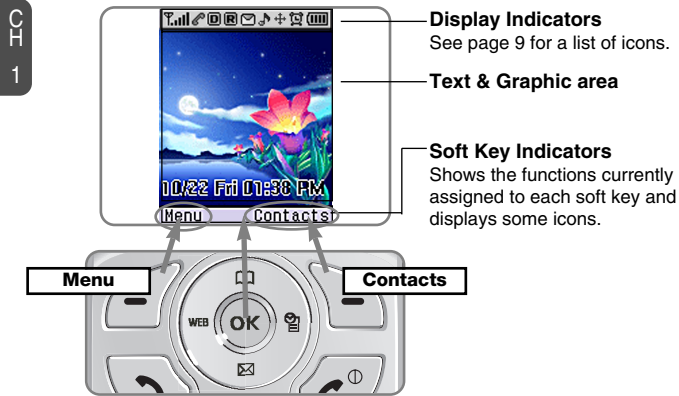 CH
1
D R
Display Indicators
See page 9 for a list of icons.
Text & Graphic area
10/22 Fri 01:38 PM
Soft Key Indicators
Shows the functions currently
assigned to each soft key and
displays some icons.
Menu Contacts
Menu
Contacts
WEB OK